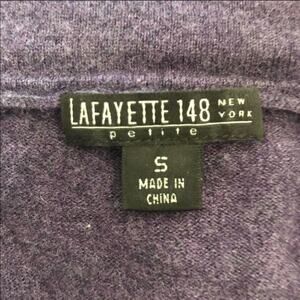 LAFAYETTE 148 NEW YORK
petite
S
MADE IN
CHINA